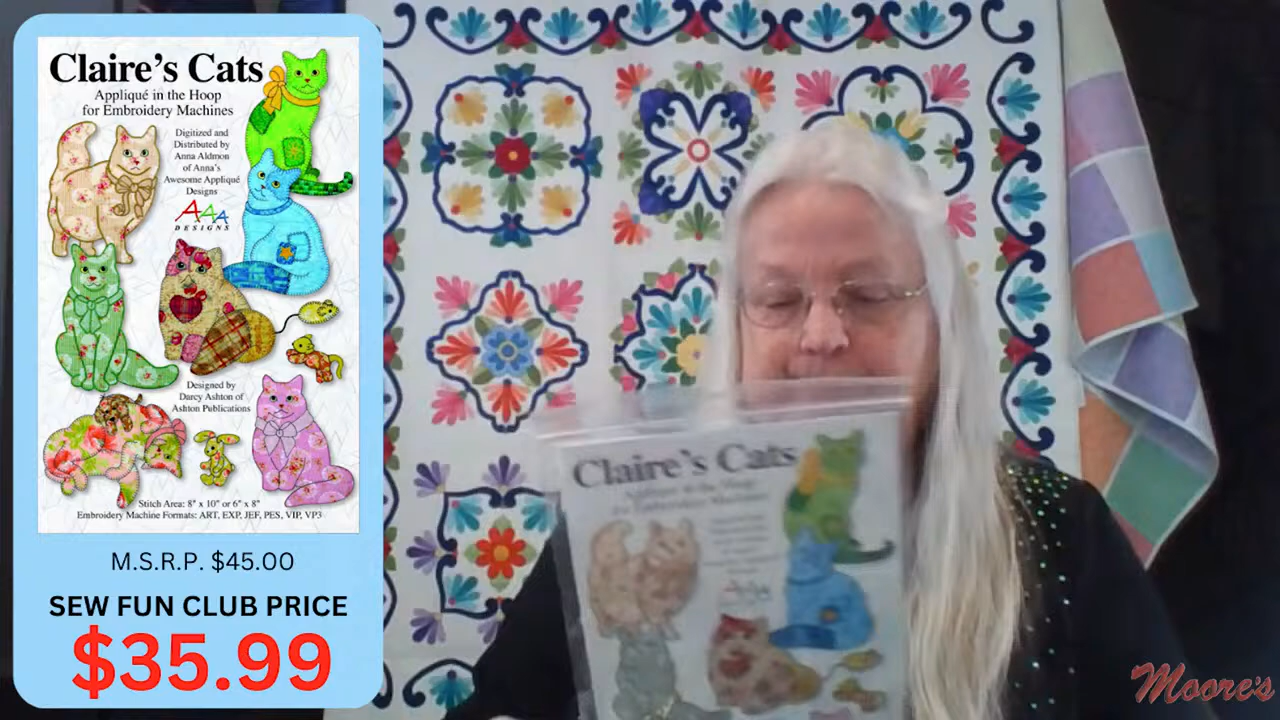 Claire's Cats
Appliqué in the Hoop
for Embroidery Machines
Digitized and
Distributed by
Anna Aldmon
of Anna's
Awesome Appliqué
Designs
AAA
DESIGNS
Designed by
Darcy Ashton of
Ashton Publications
Stitch Area: 8" x 10" or 6" x 8"
Embroidery Machine Formats: ART, EXP, JEF, PES, VIP, VP3
M.S.R.P. $45.00
SEW FUN CLUB PRICE
$35.99
Claire's Cats
Moore's